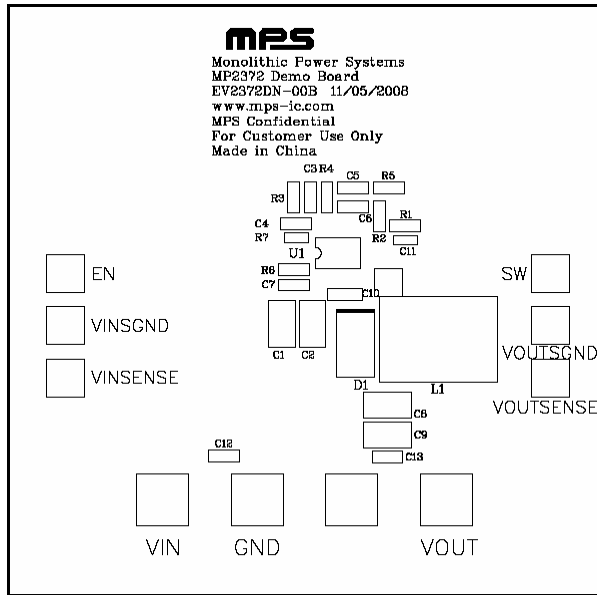 mps
Monolithic Power Systems
MP2372 Demo Board
EV2372DN-00B 11/05/2008
www.mps-ic.com
MPS Confidential
For Customer Use Only
Made in China
C3 R4
C5 R5
R3
C6 R1
C4
R7
R2
C11
U1
R6
C7
C10
EN
SW
VINSGND
VOUTSGND
C1 C2
VINSENSE
D1 L1
VOUTSENSE
C8
C9
C12
C13
VIN GND VOUT